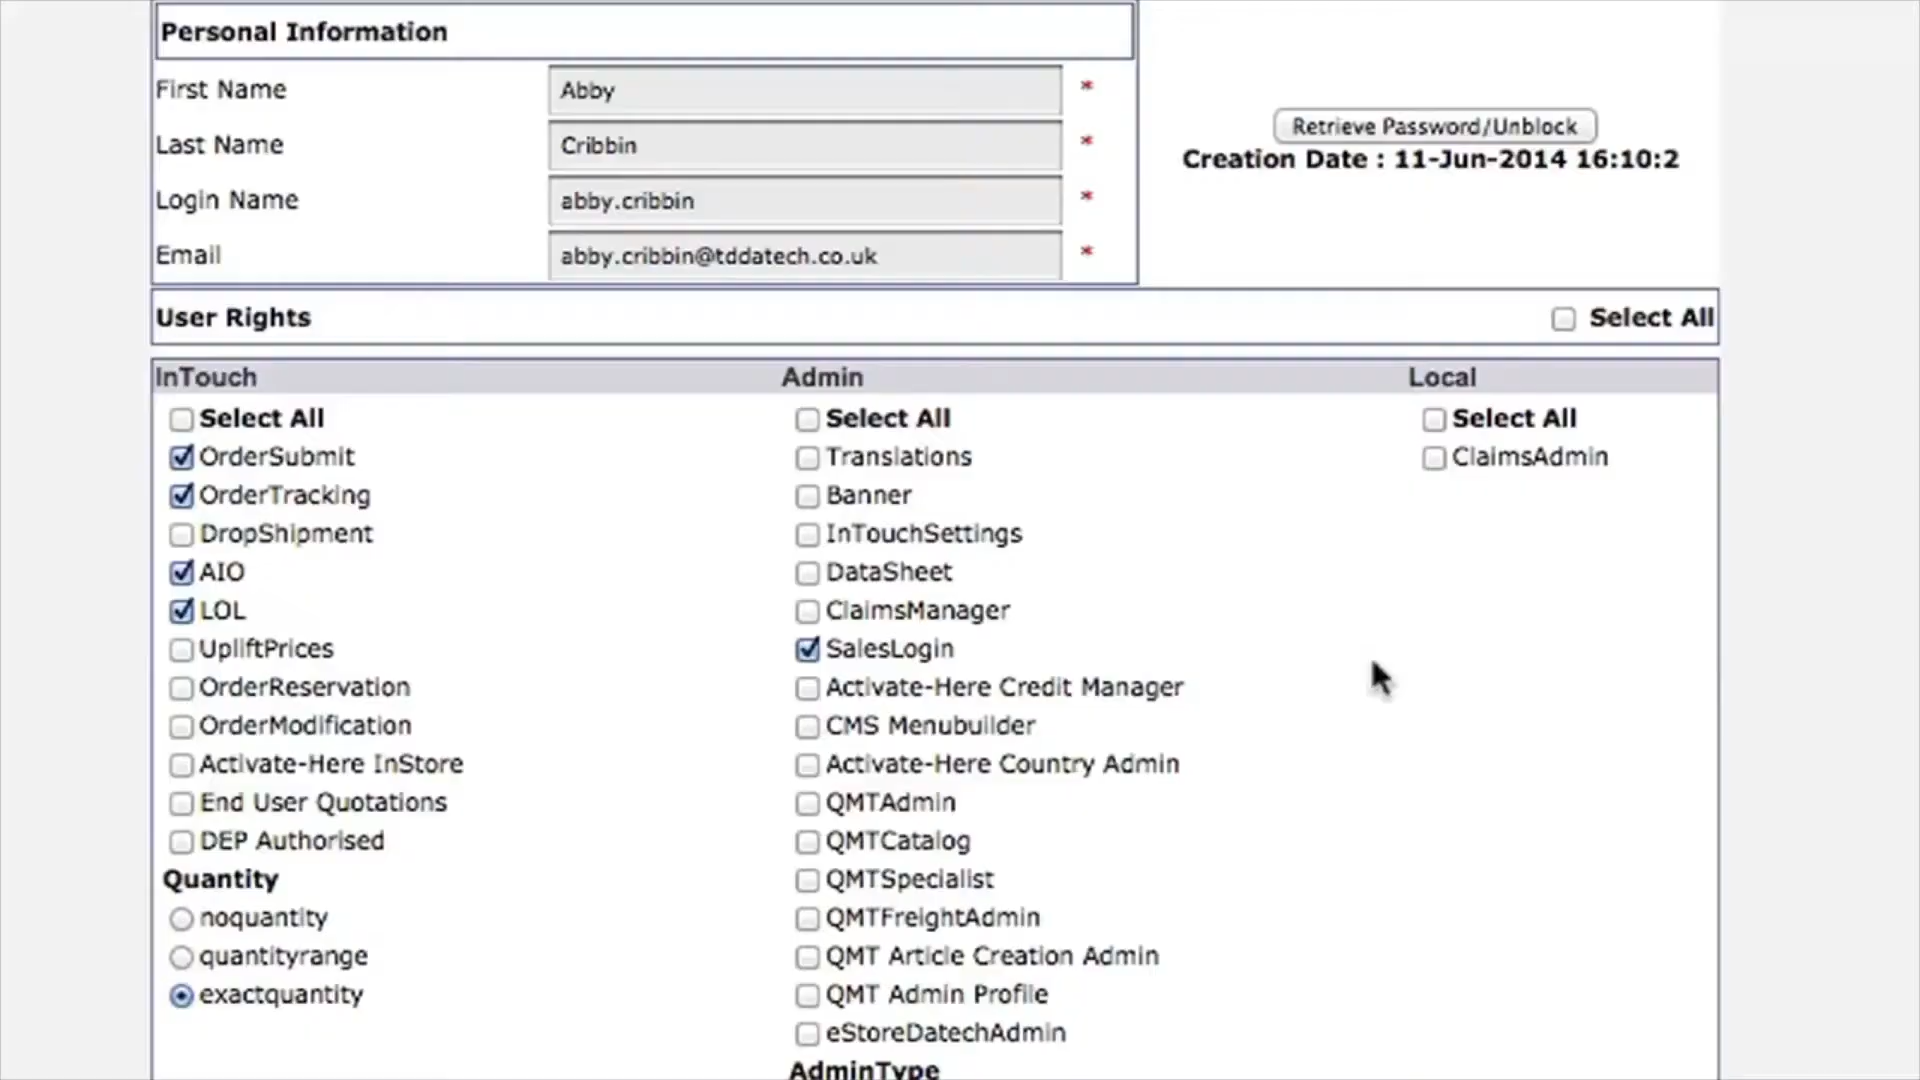 Personal Information
First Name Abby *
Last Name Cribbin *
Login Name abby.cribbin *
Email abby.cribbin@tddatech.co.uk *
Retrieve Password/Unblock
Creation Date : 11-Jun-2014 16:10:2
User Rights Select All
InTouch Admin Local
Select All Select All Select All
OrderSubmit Translations ClaimsAdmin
OrderTracking Banner
DropShipment InTouchSettings
AIO DataSheet
LOL ClaimsManager
UpliftPrices SalesLogin
OrderReservation Activate-Here Credit Manager
OrderModification CMS Menubuilder
Activate-Here InStore Activate-Here Country Admin
End User Quotations QMTAdmin
DEP Authorised QMTCatalog
Quantity QMTSpecialist
noquantity QMTFreightAdmin
quantityrange QMT Article Creation Admin
exactquantity QMT Admin Profile
eStoreDatechAdmin
AdminType